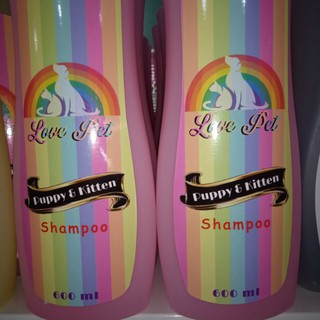 Love Pet
Puppy & Kitten
Shampoo
600 ml
Love Pet
Puppy & Kitten
Shampoo
600 ml